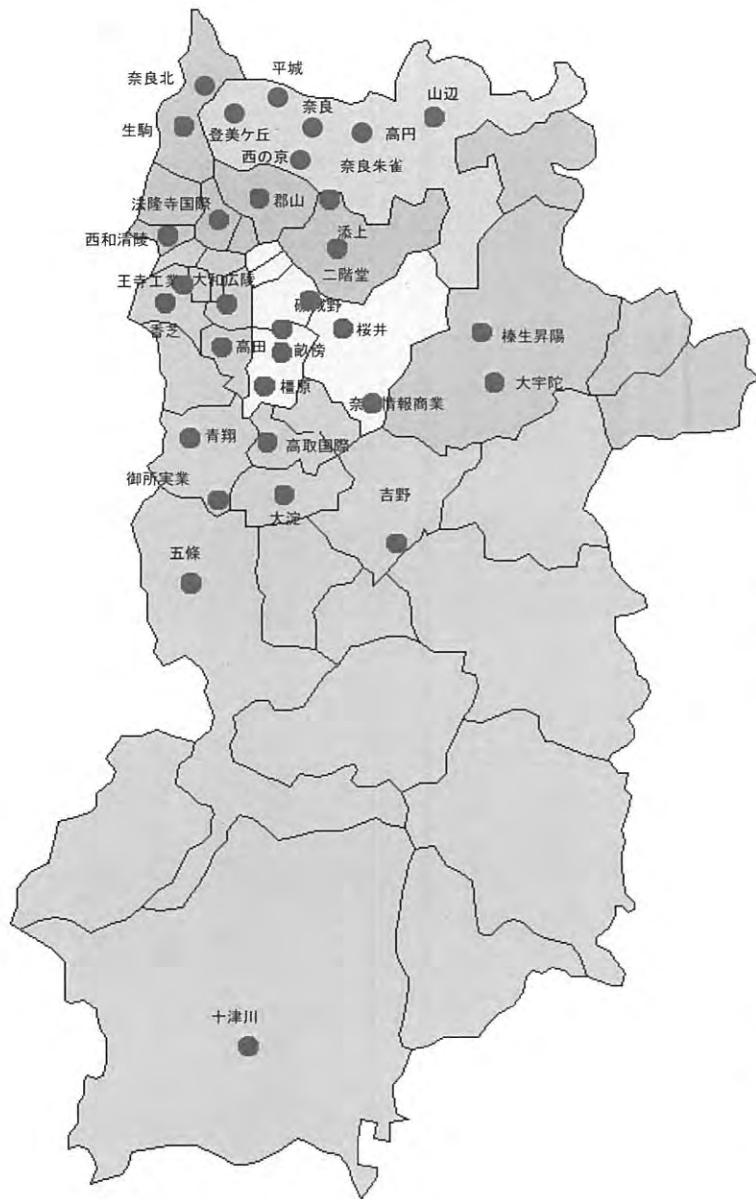 平城
奈良北
山辺
奈良
生駒
登美ケ丘
高円
西の京
奈良朱雀
法隆寺国際
郡山
添上
西和清陵
二階堂
王寺工業
大和広陵
磯城野
香芝
桜井
榛生昇陽
高田
畝傍
大宇陀
橿原
情報商業
青翔
高取国際
御所実業
吉野
大淀
五條
十津川